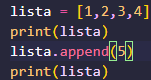 lista = [1,2,3,4]
print(lista)
lista.append(5)
print(lista)